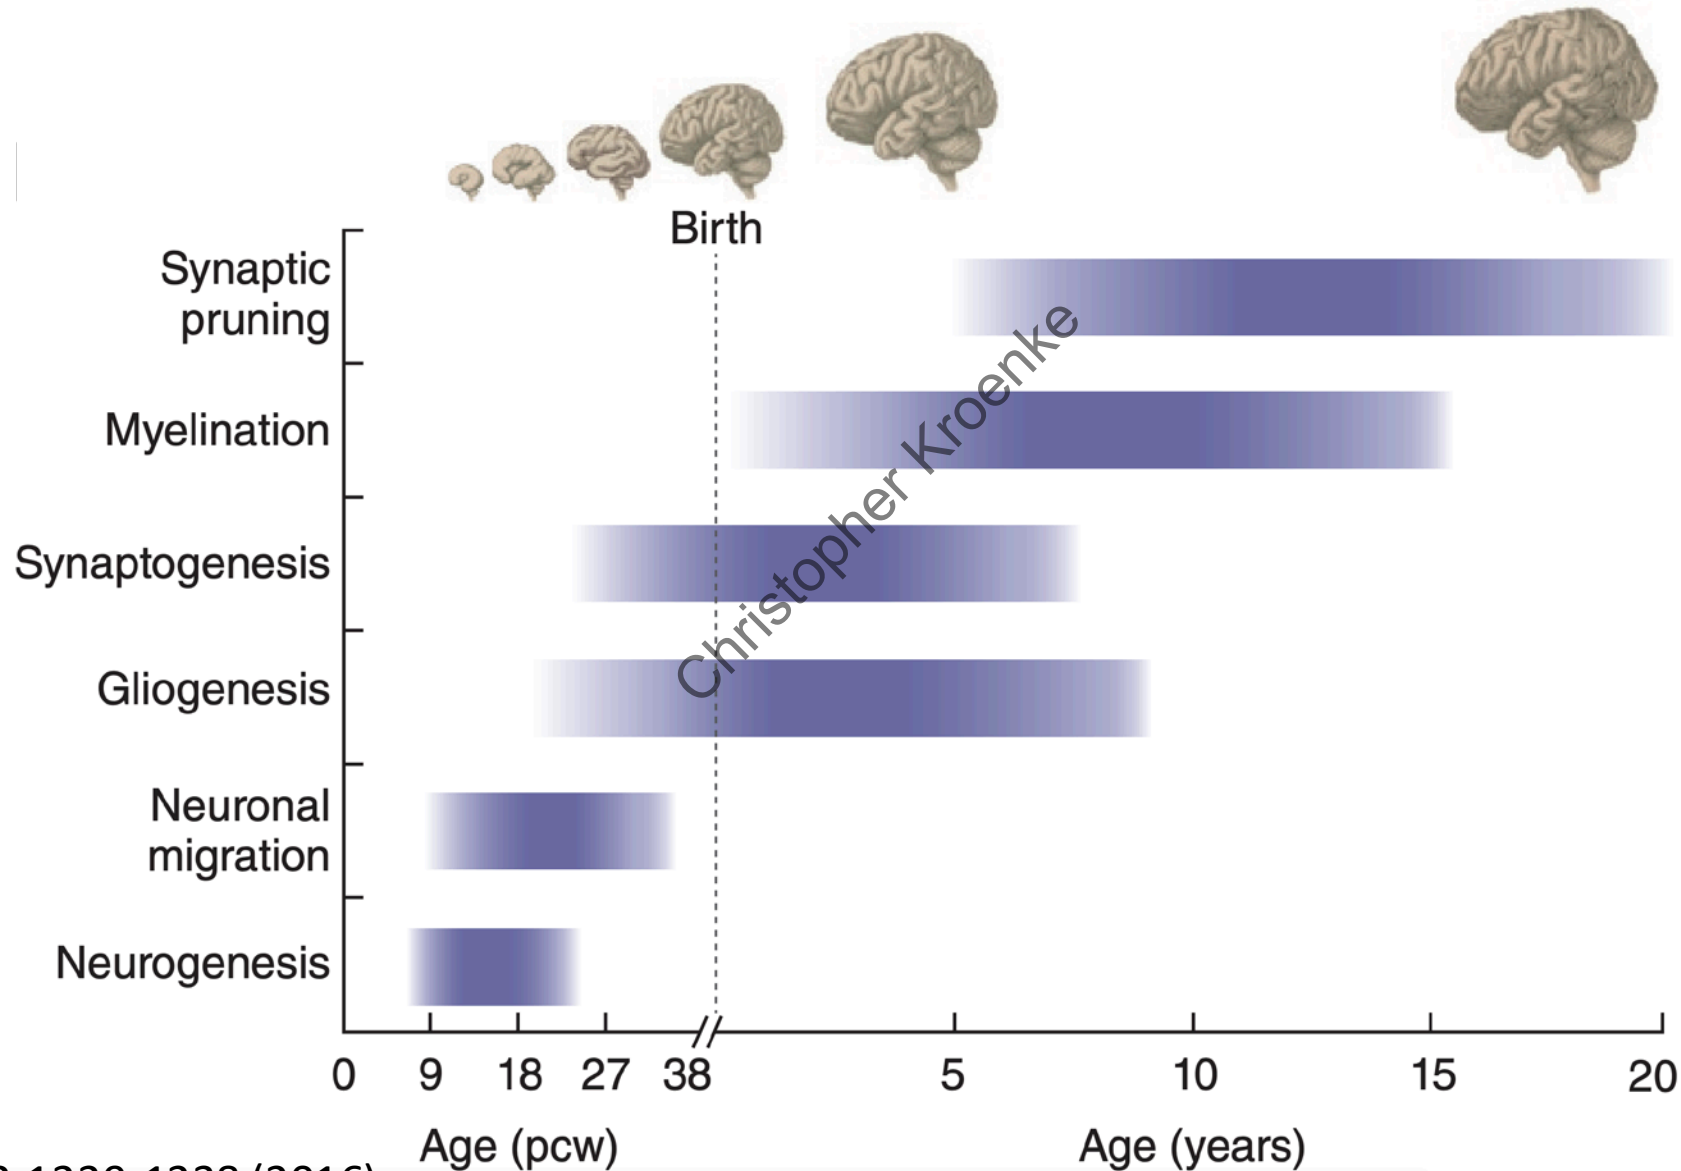 Birth
Synaptic
pruning
Myelination
Synaptogenesis
Gliogenesis
Neuronal
migration
Neurogenesis
Christopher Kroenke
0 9 18 27 38 5 10 15 20
Age (pcw) Age (years)